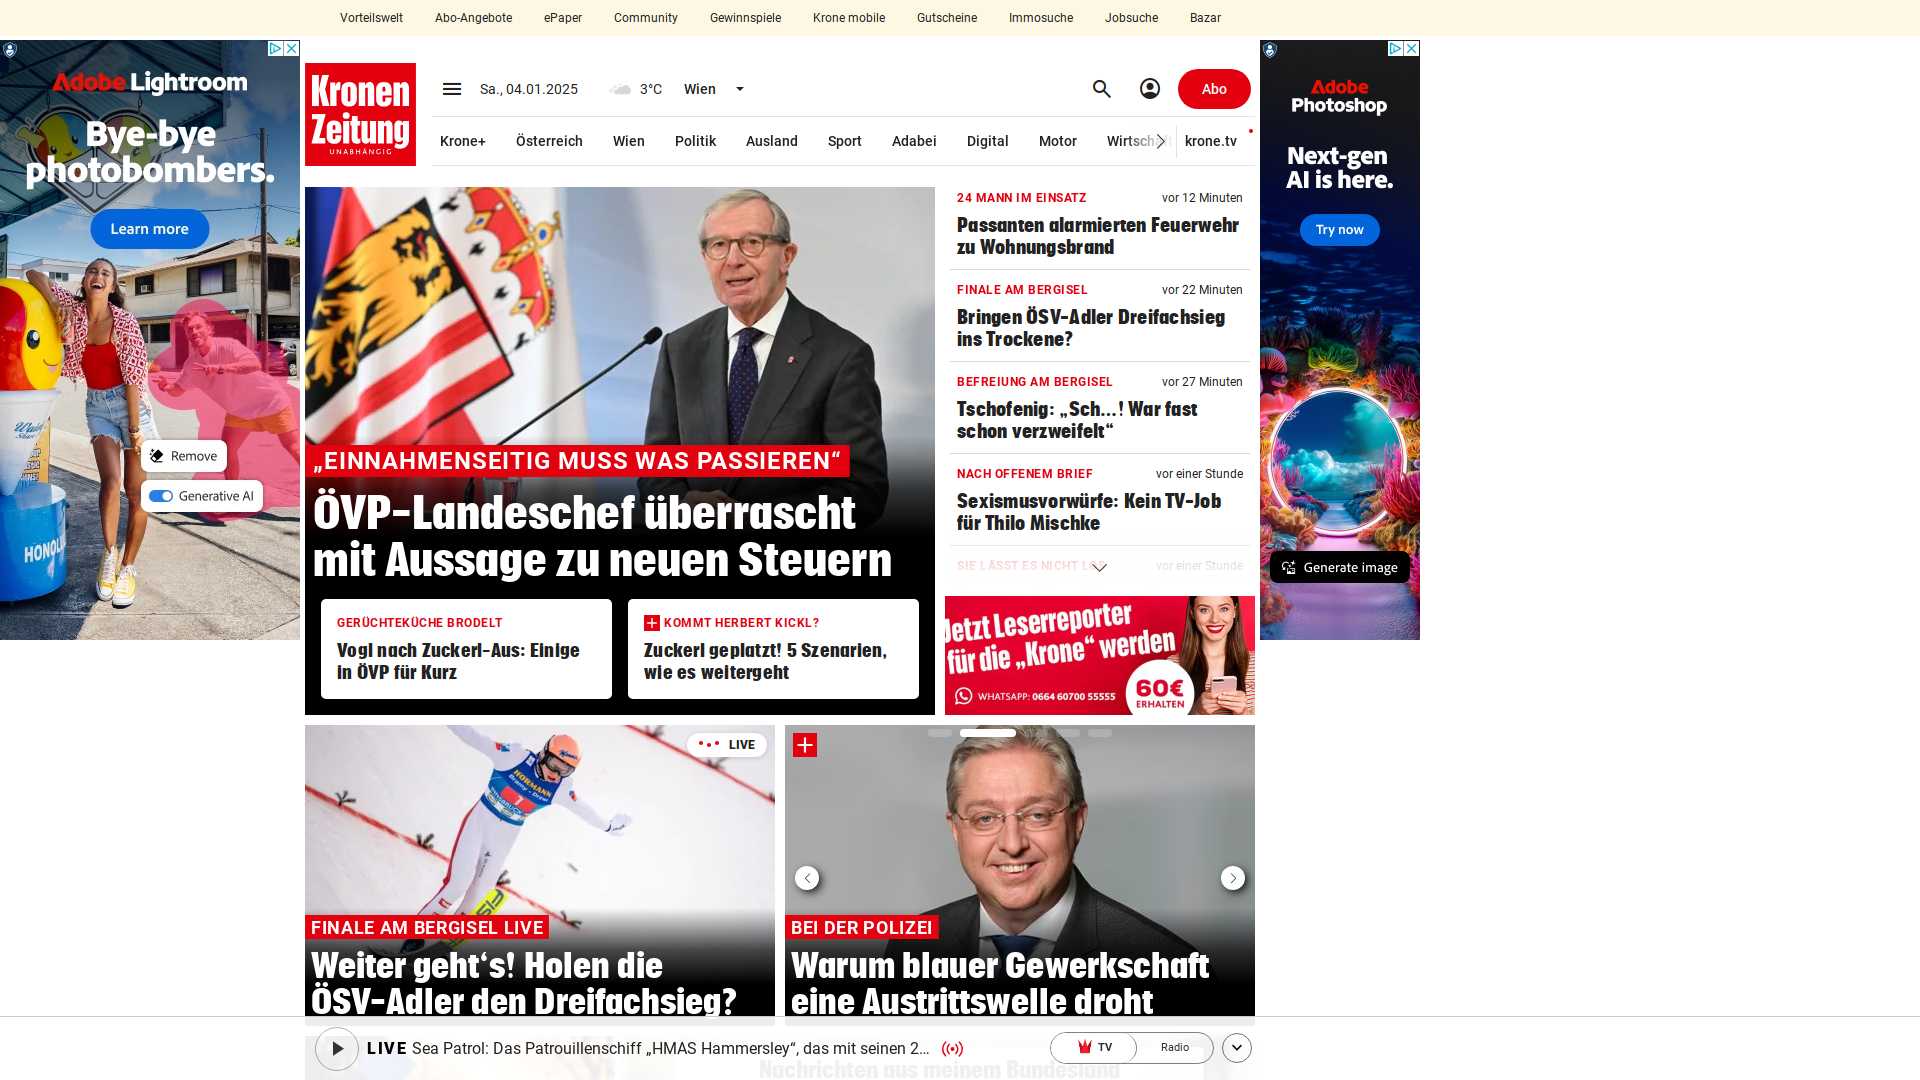 Vorteilswelt Abo-Angebote ePaper Community Gewinnspiele Krone mobile Gutscheine Immosuche Jobsuche Bazar
Adobe Lightroom
Bye-bye
photobombers.
Learn more
Remove
Generative AI
Kronen
Zeitung
UNABHÄNGIG
Sa., 04.01.2025 3°C Wien
Abo
Krone+ Österreich Wien Politik Ausland Sport Adabei Digital Motor krone.tv
„EINNAHMENSEITIG MUSS WAS PASSIEREN“
ÖVP-Landeschef überrascht
mit Aussage zu neuen Steuern
GERÜCHTEKÜCHE BRODELT
Vogl nach Zuckerl-Aus: Einige
in ÖVP für Kurz
KOMMT HERBERT KICKL?
Zuckerl geplatzt! 5 Szenarien,
wie es weitergeht
24 MANN IM EINSATZ vor 12 Minuten
Passanten alarmierten Feuerwehr
zu Wohnungsbrand
FINALE AM BERGISEL vor 22 Minuten
Bringen ÖSV-Adler Dreifachsieg
ins Trockene?
BEFREIUNG AM BERGISEL vor 27 Minuten
Tschofenig: „Sch...! War fast
schon verzweifelt“
NACH OFFENEM BRIEF vor einer Stunde
Sexismusvorwürfe: Kein TV-Job
für Thilo Mischke
SIE LÄSST ES NICHT vor einer Stunde
Jetzt Leserreporter
für die „Krone“ werden
WHATSAPP: 0664 60700 55555
60€
ERHALTEN
Adobe
Photoshop
Next-gen
AI is here.
Try now
Generate image
LIVE
FINALE AM BERGISEL LIVE
Weiter geht‘s! Holen die
ÖSV-Adler den Dreifachsieg?
BEI DER POLIZEI
Warum blauer Gewerkschaft
eine Austrittswelle droht
LIVE Sea Patrol: Das Patrouillenschiff „HMAS Hammersley“, das mit seinen 2...
TV Radio
Nachrichten aus meinem Bundesland